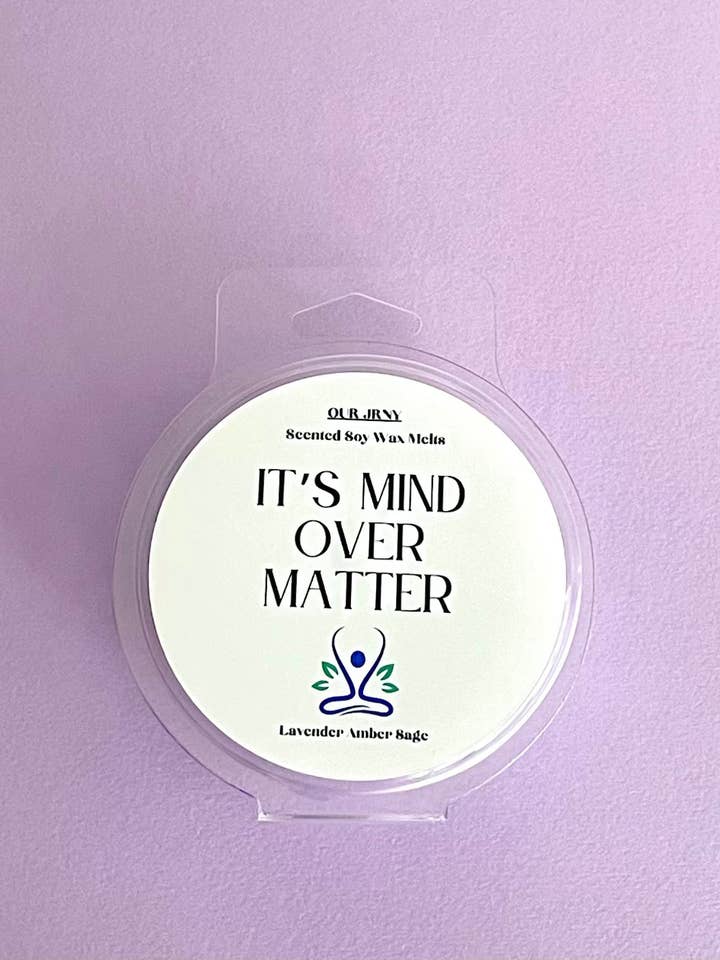 OUR JRNY
Scented Soy Wax Melts
IT'S MIND
OVER
MATTER
Lavender Amber Sage